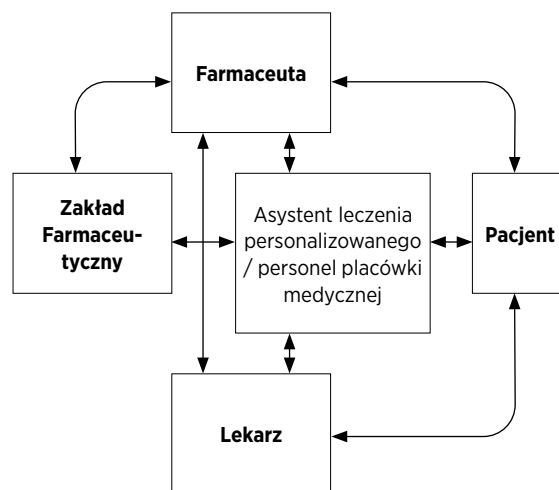 Farmaceuta
Zakład
Farmaceu-
tyczny
Asystent leczenia
personalizowanego
/ personel placówki
medycznej
Pacjent
Lekarz